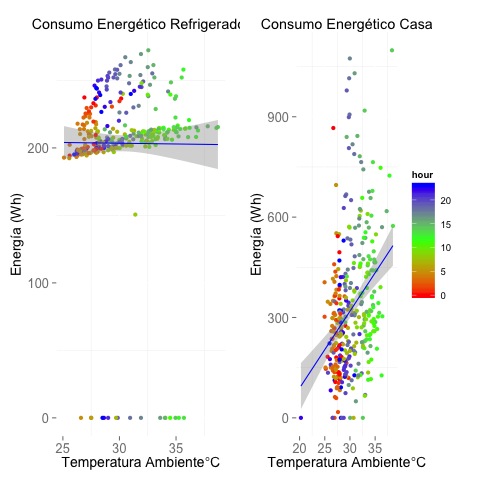 Consumo Energético Refrigerado
Consumo Energético Casa
Energía (Wh)
200
100
0
25
30
35
Temperatura Ambiente°C
Energía (Wh)
900
600
300
0
20
25
30
35
Temperatura Ambiente°C
hour
20
15
10
5
0